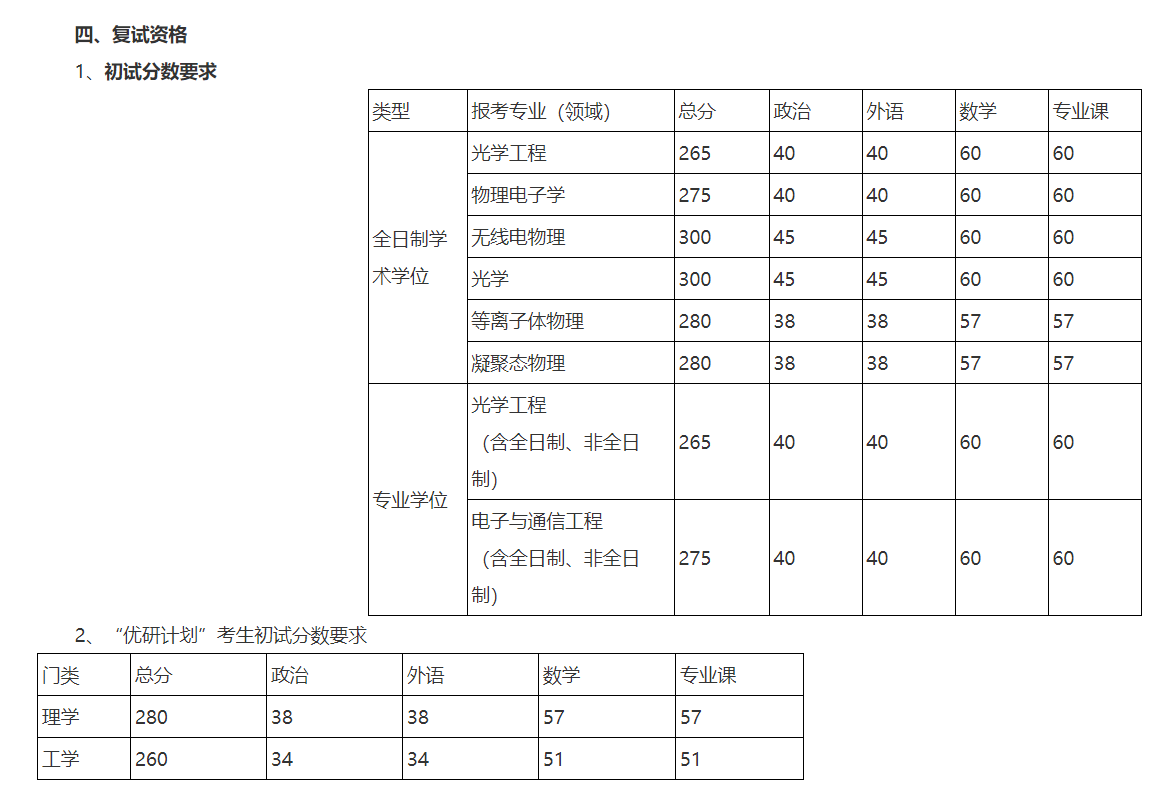 四、复试资格
1、初试分数要求
类型 报考专业（领域） 总分 政治 外语 数学 专业课
全日制学
术学位
光学工程 265 40 40 60 60
物理电子学 275 40 40 60 60
无线电物理 300 45 45 60 60
光学 300 45 45 60 60
等离子体物理 280 38 38 57 57
凝聚态物理 280 38 38 57 57
专业学位
光学工程
（含全日制、非全日
制）
265 40 40 60 60
电子与通信工程
（含全日制、非全日
制）
275 40 40 60 60
2、“优研计划”考生初试分数要求
门类 总分 政治 外语 数学 专业课
理学 280 38 38 57 57
工学 260 34 34 51 51